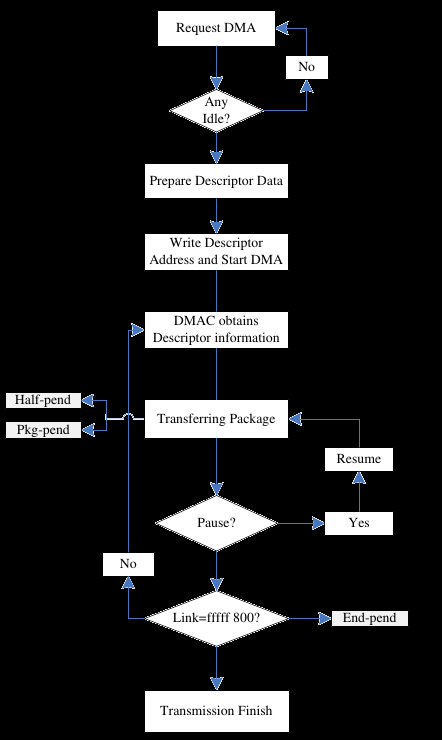 Request DMA
No
Any
Idle?
Prepare Descriptor Data
Write Descriptor
Address and Start DMA
DMAC obtains
Descriptor information
Half-pend
Transferring Package
Pkg-pend
Resume
Pause?
Yes
No
Link=fffff 800?
End-pend
Transmission Finish